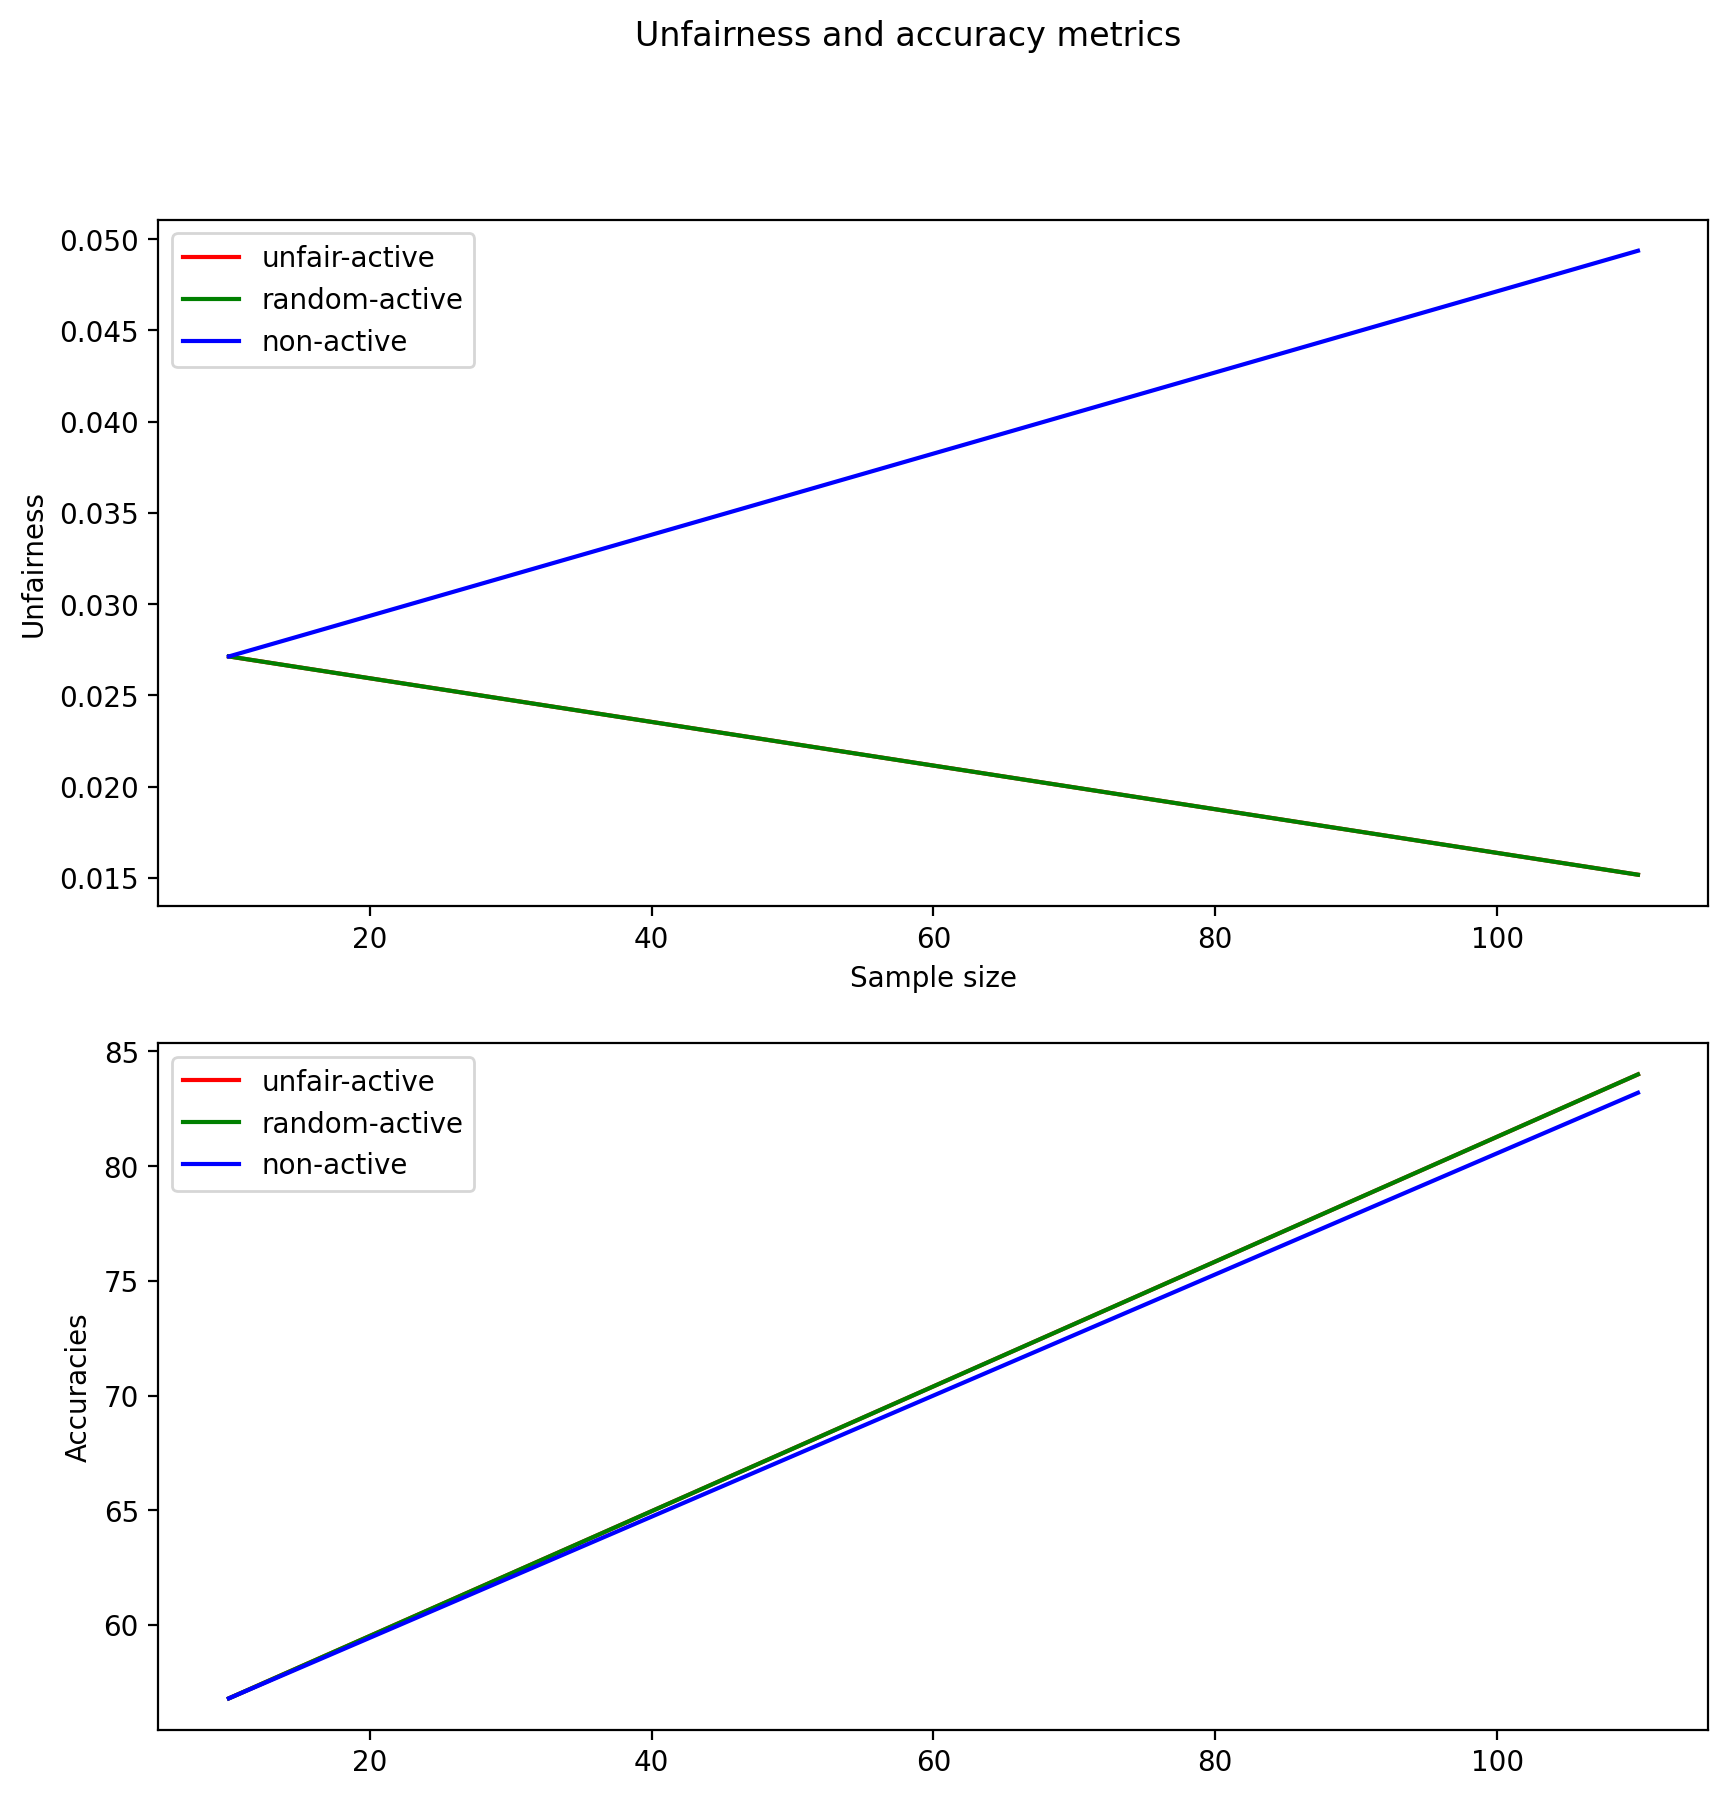 Unfairness and accuracy metrics
0.050
0.045
0.040
0.035
0.030
0.025
0.020
0.015
Unfairness
unfair-active
random-active
non-active
20 40 60 80 100
Sample size
85
80
75
70
65
60
Accuracies
unfair-active
random-active
non-active
20 40 60 80 100